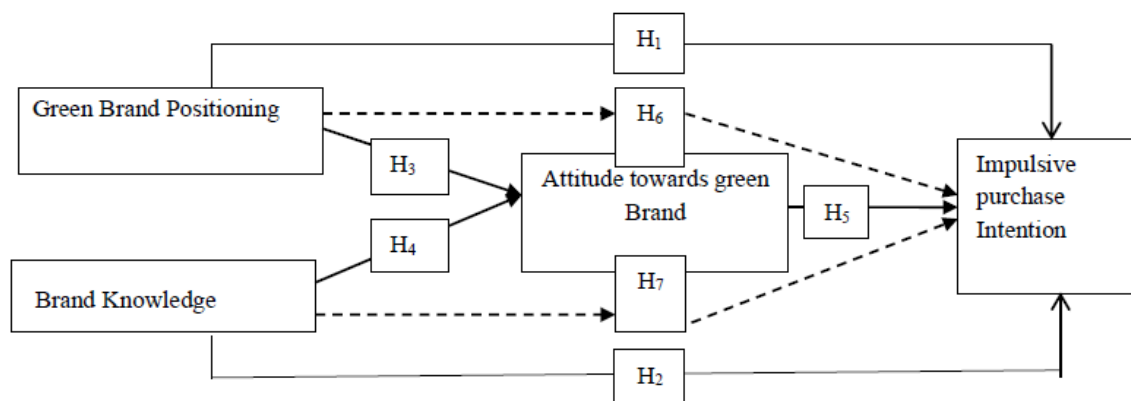 H₁
Green Brand Positioning
H₆
H₃
Attitude towards green
Brand
Impulsive
purchase
Intention
H₅
H₄
Brand Knowledge
H₇
H₂